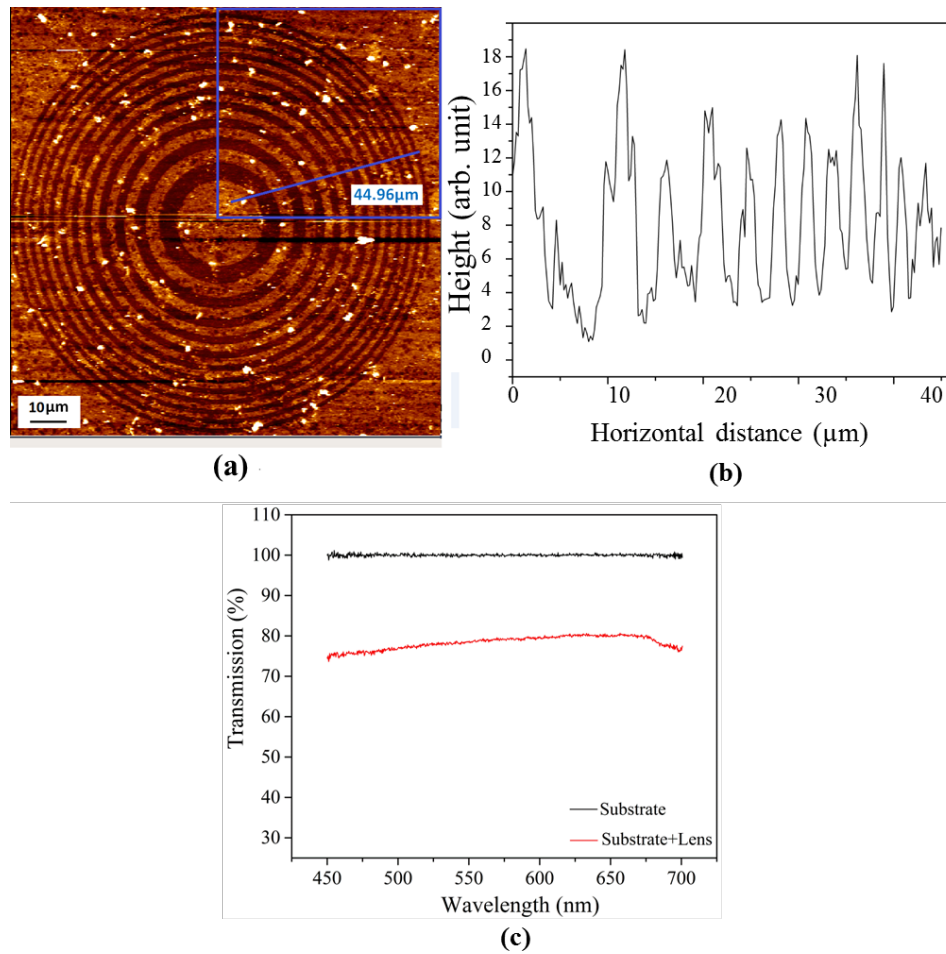 44.96µm
10µm
(a)
Height (arb. unit)
18
16
14
12
10
8
6
4
2
0
0
10
20
30
40
Horizontal distance (µm)
(b)
Transmission (%)
110
100
90
80
70
60
50
40
30
Substrate
Substrate+Lens
450
500
550
600
650
700
Wavelength (nm)
(c)